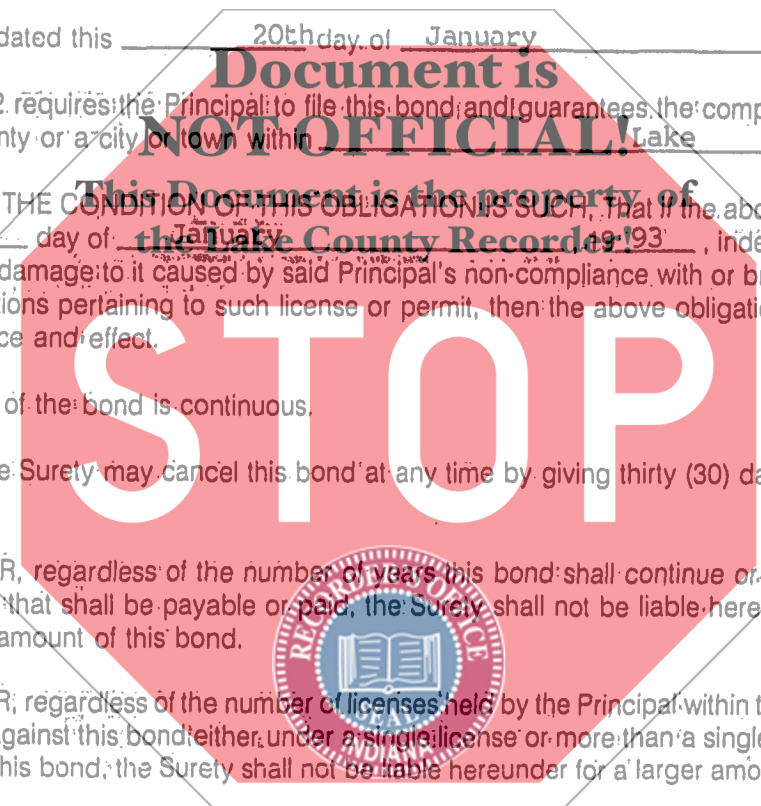 dated this 20th day of January
Document is
2 requires the Principal to file this bond and guarantees the comp
NOT OFFICIAL!
nty or a city or town within Lake
This Document is the property of
THE CONDITION OF THIS OBLIGATION IS SUCH, That if the abo
the Lake County Recorder!
day of January 19 93, inde
damage to it caused by said Principal's non-compliance with or br
tions pertaining to such license or permit, then the above obligati
ce and effect.
STOP
of the bond is continuous.
e Surety may cancel this bond at any time by giving thirty (30) da
R, regardless of the number of years this bond shall continue or
that shall be payable or paid, the Surety shall not be liable here
amount of this bond.
RECORDER'S OFFICE
SEAL
INDIANA
R, regardless of the number of licenses held by the Principal within t
against this bond either under a single license or more than a single
his bond, the Surety shall not be liable hereunder for a larger amo